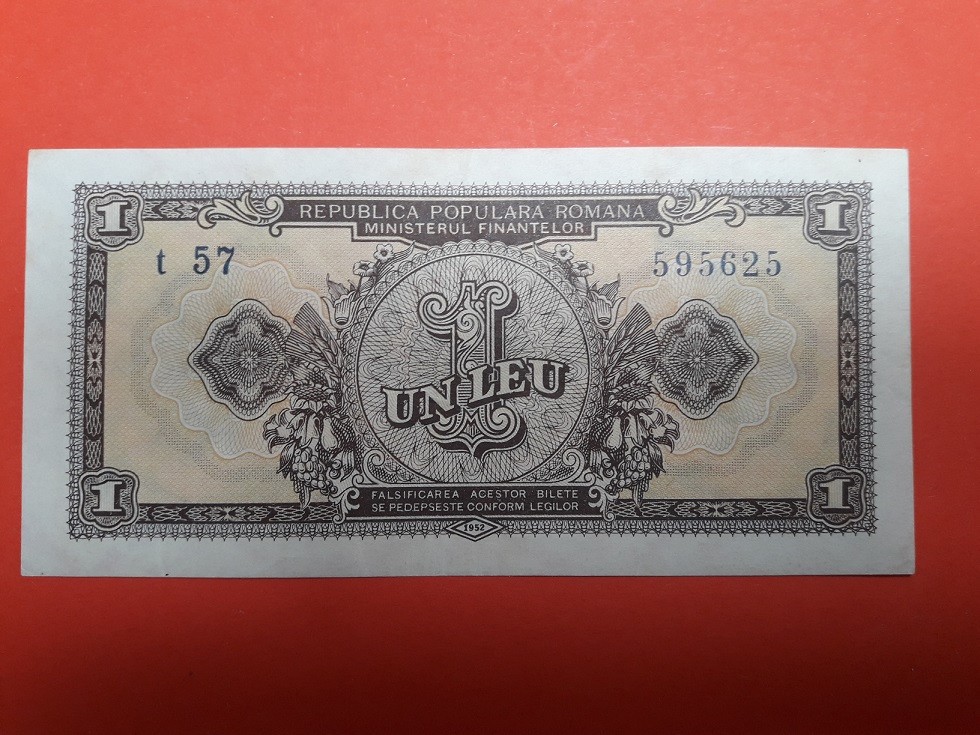 1
REPUBLICA POPULARĂ ROMANA
1
MINISTERUL FINANTELOR
t 57
595625
1
UN LEU
1
FALSIFICAREA ACESTOR BILETE
1
SE PEDEPSESTE CONFORM LEGILOR
1952